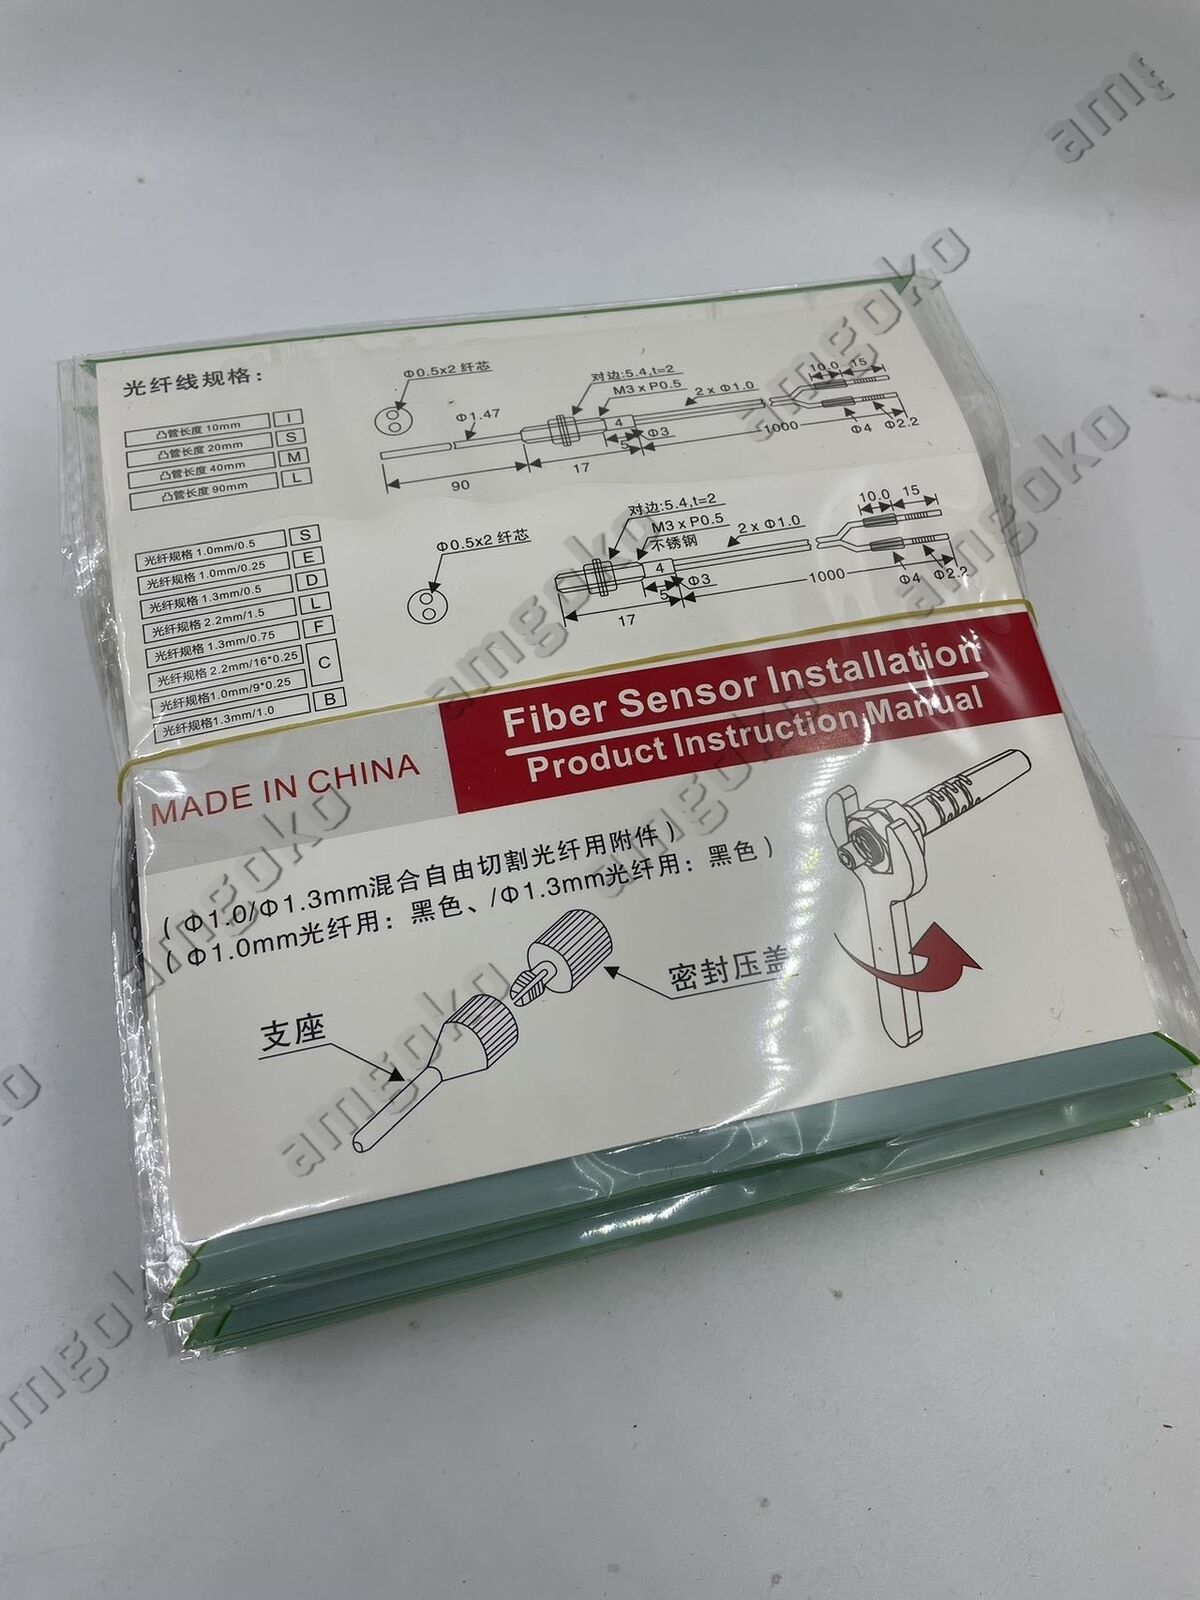 光纤线规格：
凸管长度 10mm I
凸管长度 20mm S
凸管长度 40mm M
凸管长度 90mm L
Φ0.5x2 纤芯
Φ1.47
对边:5.4,t=2
M3 x P0.5
2 x Φ1.0
10.0 15
4
5
Φ3
1000
Φ4 Φ2.2
90
17
光纤规格 1.0mm/0.5 S
光纤规格 1.0mm/0.25 E
光纤规格 1.3mm/0.5 D
光纤规格 2.2mm/1.5 L
光纤规格 1.3mm/0.75 F
光纤规格 2.2mm/16*0.25 C
光纤规格1.0mm/9*0.25
光纤规格1.3mm/1.0 B
Φ0.5x2 纤芯
对边:5.4,t=2
M3 x P0.5
不锈钢
2 x Φ1.0
10.0 15
4
5
Φ3
1000
Φ4 Φ2.2
17
Fiber Sensor Installation
Product Instruction Manual
MADE IN CHINA
(Φ1.0/Φ1.3mm混合自由切割光纤用附件)
(Φ1.0mm光纤用：黑色、/Φ1.3mm光纤用：黑色)
支座
密封压盖
amgoko
amgoko
amgoko
amgoko
amgoko
amgoko
amgoko
amgoko